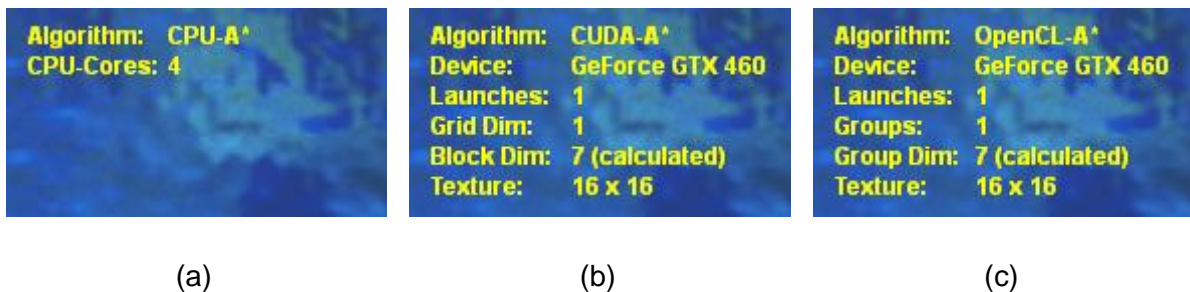 Algorithm: CPU-A*
CPU-Cores: 4
(a)
Algorithm: CUDA-A*
Device: GeForce GTX 460
Launches: 1
Grid Dim: 1
Block Dim: 7 (calculated)
Texture: 16 x 16
(b)
Algorithm: OpenCL-A*
Device: GeForce GTX 460
Launches: 1
Groups: 1
Group Dim: 7 (calculated)
Texture: 16 x 16
(c)